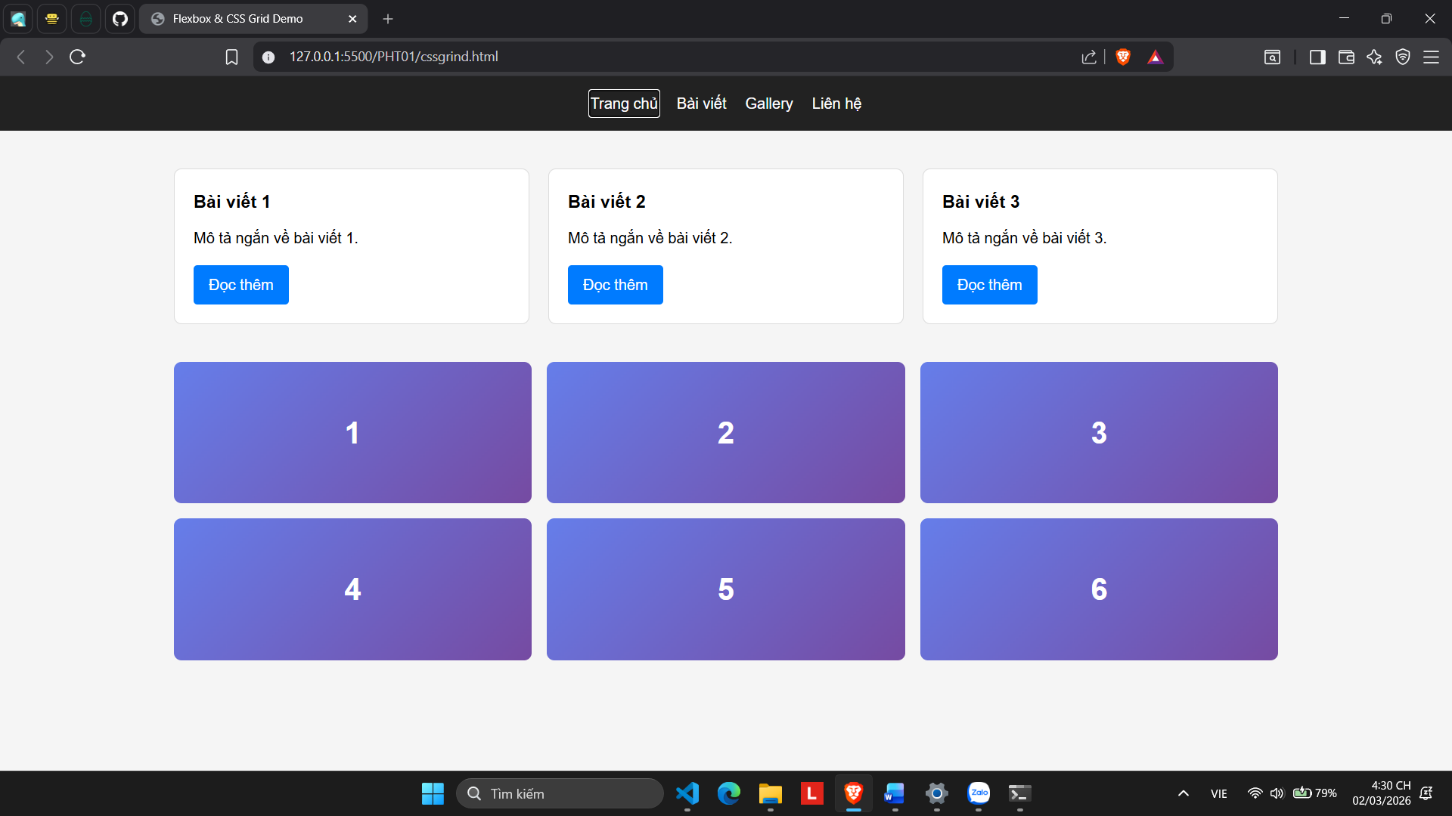 Flexbox & CSS Grid Demo
127.0.0.1:5500/PHT01/cssgrind.html
Trang chủ Bài viết Gallery Liên hệ
Bài viết 1
Mô tả ngắn về bài viết 1.
Đọc thêm
Bài viết 2
Mô tả ngắn về bài viết 2.
Đọc thêm
Bài viết 3
Mô tả ngắn về bài viết 3.
Đọc thêm
1
2
3
4
5
6
Tìm kiếm
L
W
Zalo
VIE
79%
4:30 CH
02/03/2026